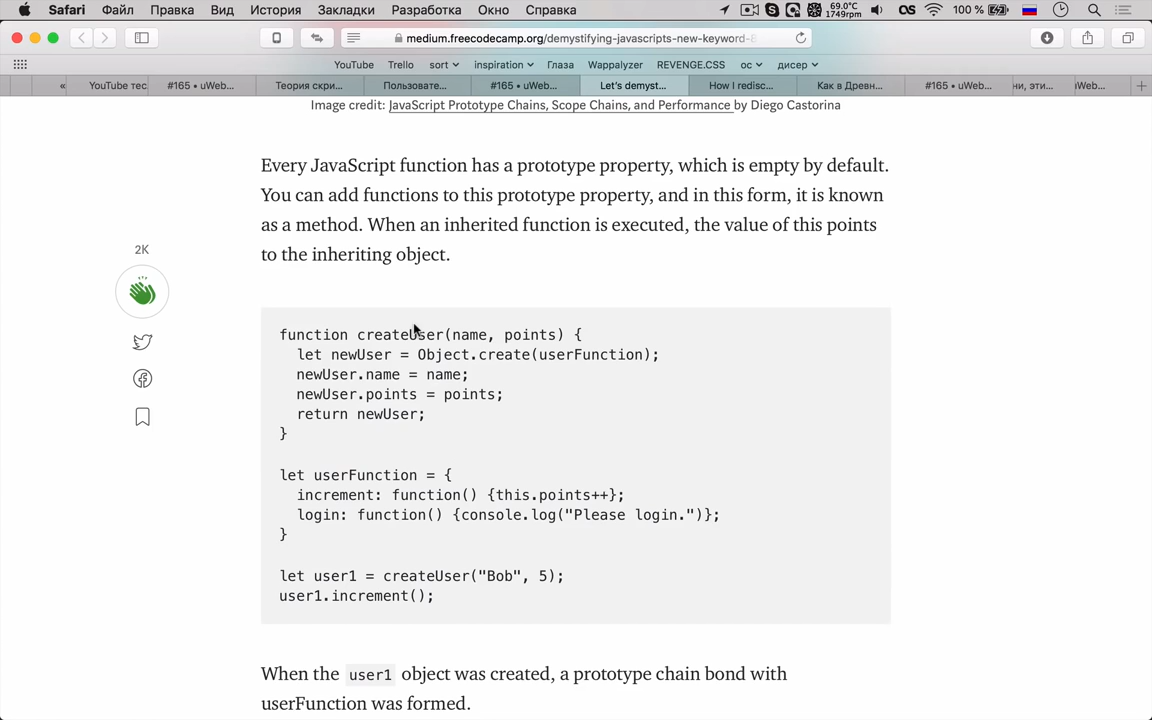 Safari Файл Правка Вид История Закладки Разработка Окно Справка 69.0°C 1749rpm 100 %
medium.freecodecamp.org/demystifying-javascripts-new-keyword-
YouTube Trello sort inspiration Глаза Wappalyzer REVENGE.CSS ос дисер
« YouTube тес #165 • uWeb... Теория скри... Пользовате... #165 • uWeb... Let's demyst... How I redisc... Как в Древн... #165 • uWeb... ни, эти... Web...
Image credit: JavaScript Prototype Chains, Scope Chains, and Performance by Diego Castorina
Every JavaScript function has a prototype property, which is empty by default.
You can add functions to this prototype property, and in this form, it is known
as a method. When an inherited function is executed, the value of this points
to the inheriting object.
2K
function createUser(name, points) {
let newUser = Object.create(userFunction);
newUser.name = name;
newUser.points = points;
return newUser;
}
let userFunction = {
increment: function() {this.points++};
login: function() {console.log("Please login.")};
}
let user1 = createUser("Bob", 5);
user1.increment();
When the user1 object was created, a prototype chain bond with
userFunction was formed.